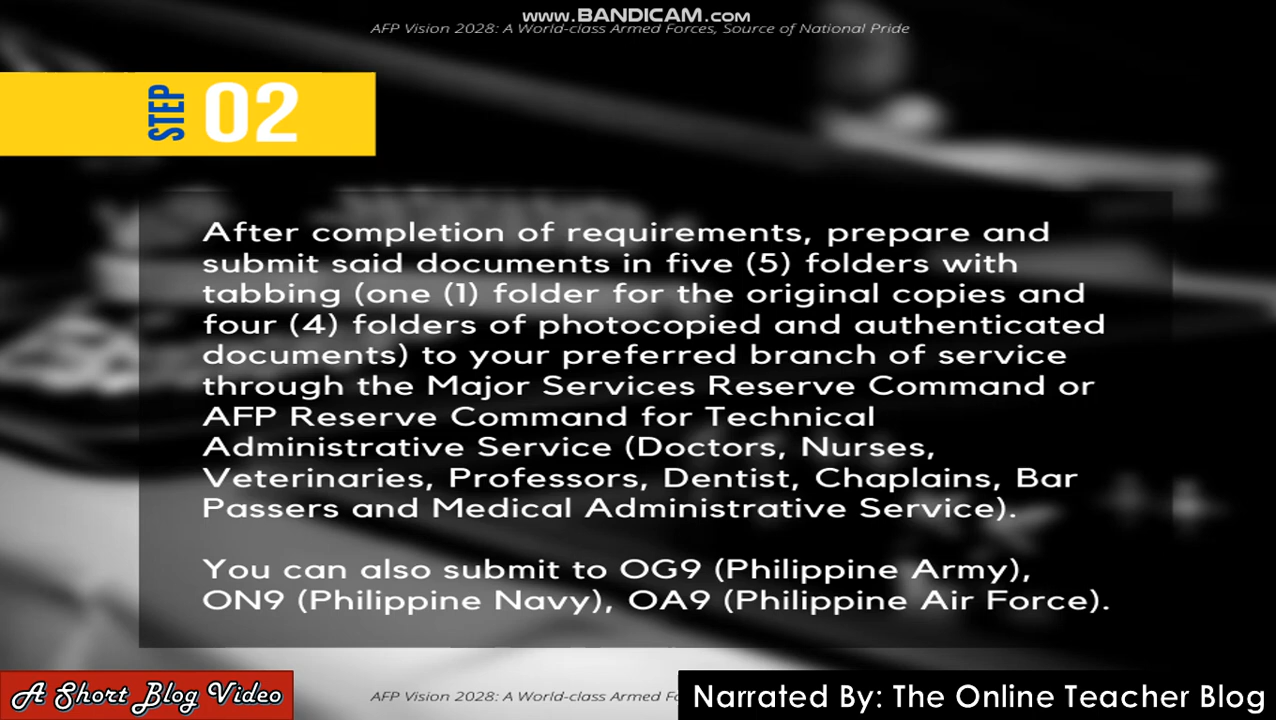 www.BANDICAM.com
AFP Vision 2028: A World-class Armed Forces, Source of National Pride
STEP 02
After completion of requirements, prepare and
submit said documents in five (5) folders with
tabbing (one (1) folder for the original copies and
four (4) folders of photocopied and authenticated
documents) to your preferred branch of service
through the Major Services Reserve Command or
AFP Reserve Command for Technical
Administrative Service (Doctors, Nurses,
Veterinaries, Professors, Dentist, Chaplains, Bar
Passers and Medical Administrative Service).
You can also submit to OG9 (Philippine Army),
ON9 (Philippine Navy), OA9 (Philippine Air Force).
A Short Blog Video
AFP Vision 2028: A World-class Armed
Narrated By: The Online Teacher Blog